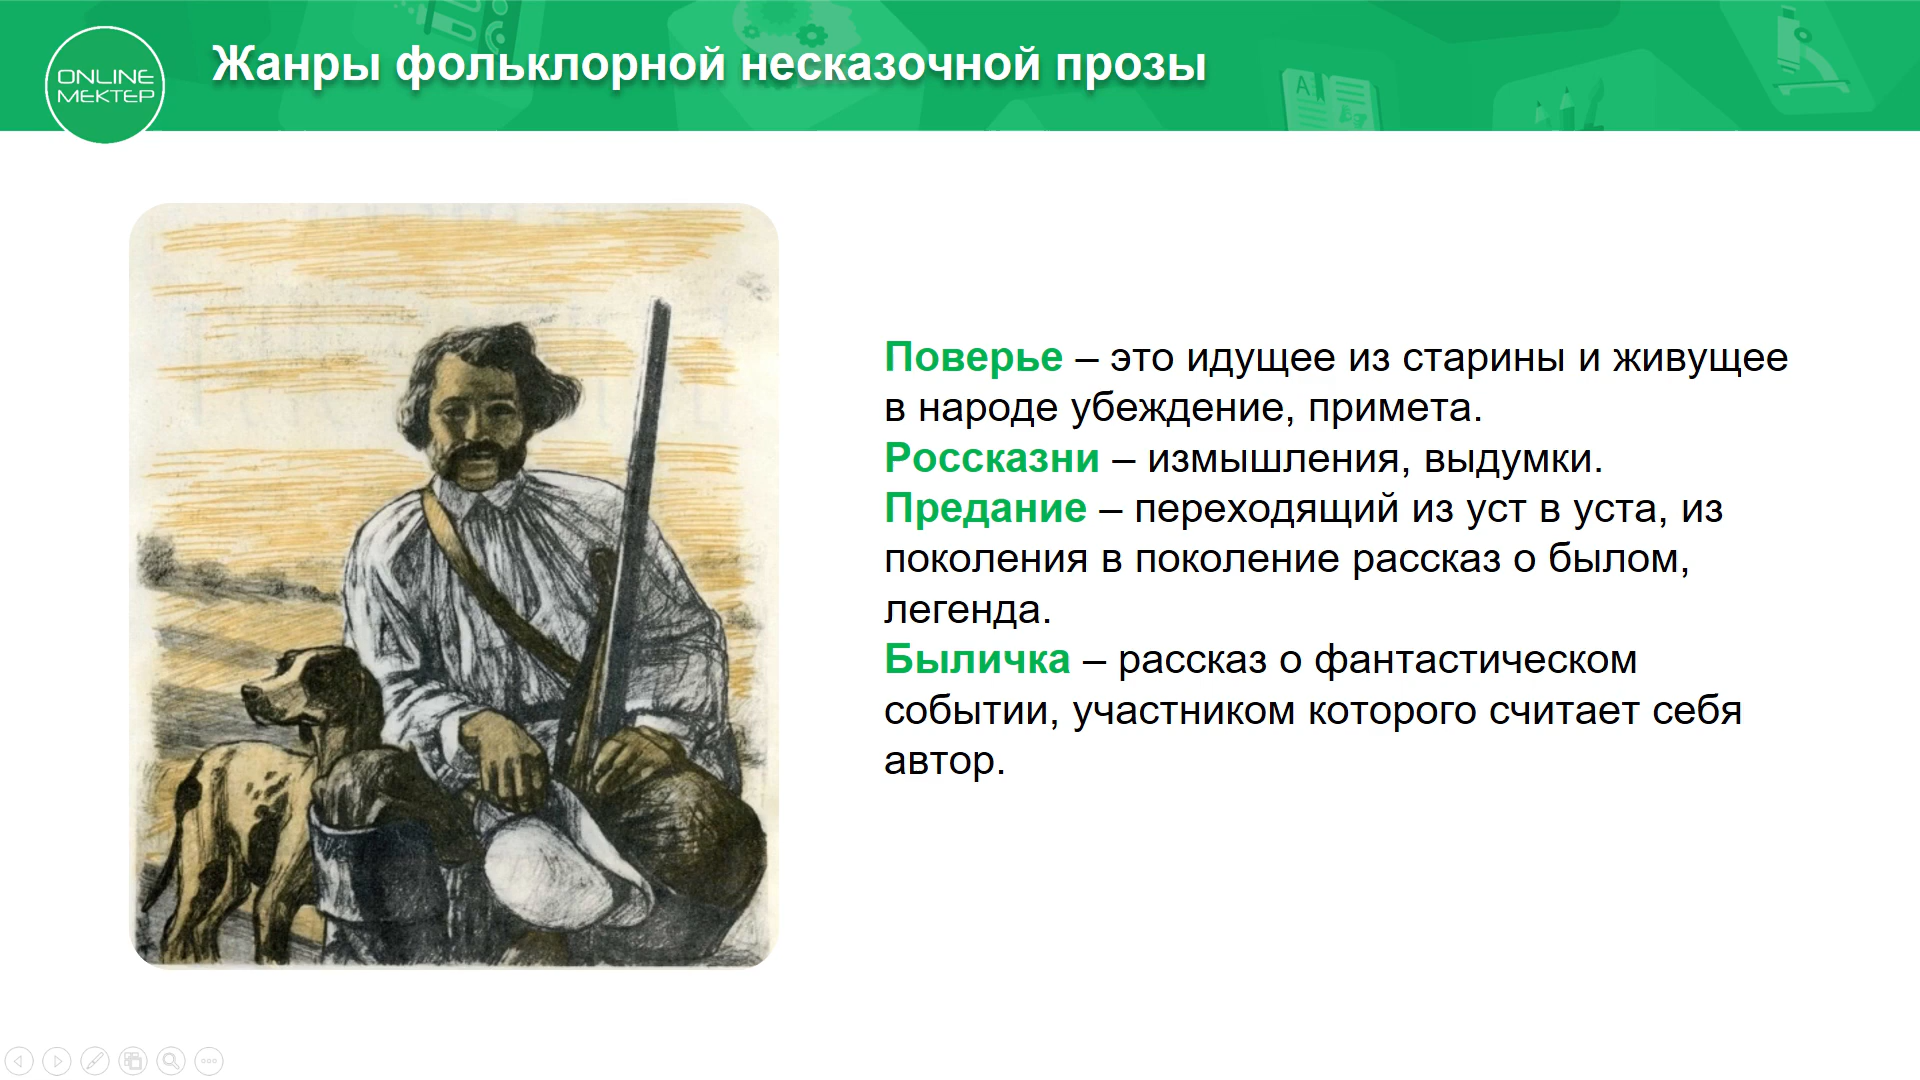 Жанры фольклорной несказочной прозы
ONLINE
МЕКТЕР
Поверье – это идущее из старины и живущее
в народе убеждение, примета.
Россказни – измышления, выдумки.
Предание – переходящий из уст в уста, из
поколения в поколение рассказ о былом,
легенда.
Быличка – рассказ о фантастическом
событии, участником которого считает себя
автор.